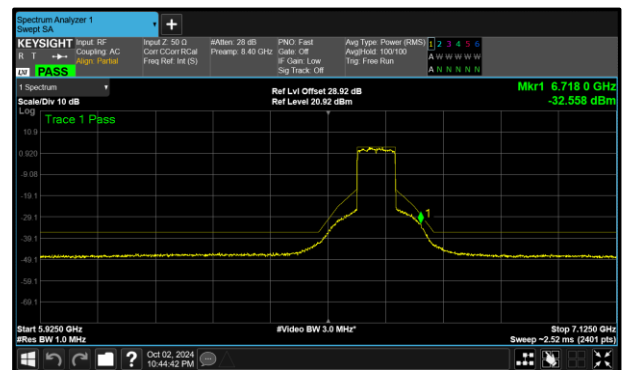 Spectrum Analyzer 1
Swept SA
+
KEYSIGHT Input: RF Input Z: 50 Ω #Atten: 28 dB PNO: Fast Avg Type: Power (RMS) 1 2 3 4 5 6
R T Coupling: AC Corr CCorr RCal Preamp: 8.40 GHz Gate: Off Avg|Hold: 100/100 A W W W W W
Align: Partial Freq Ref: Int (S) IF Gain: Low Trig: Free Run
LXI PASS Sig Track: Off A N N N N N
1 Spectrum Ref Lvl Offset 28.92 dB Mkr1 6.718 0 GHz
Scale/Div 10 dB Ref Level 20.92 dBm -32.558 dBm
Log
Trace 1 Pass
10.9
0.920
-9.08
-19.1
-29.1
1
-39.1
-49.1
-59.1
-69.1
Start 5.9250 GHz #Video BW 3.0 MHz* Stop 7.1250 GHz
#Res BW 1.0 MHz Sweep ~2.52 ms (2401 pts)
? Oct 02, 2024
10:44:42 PM